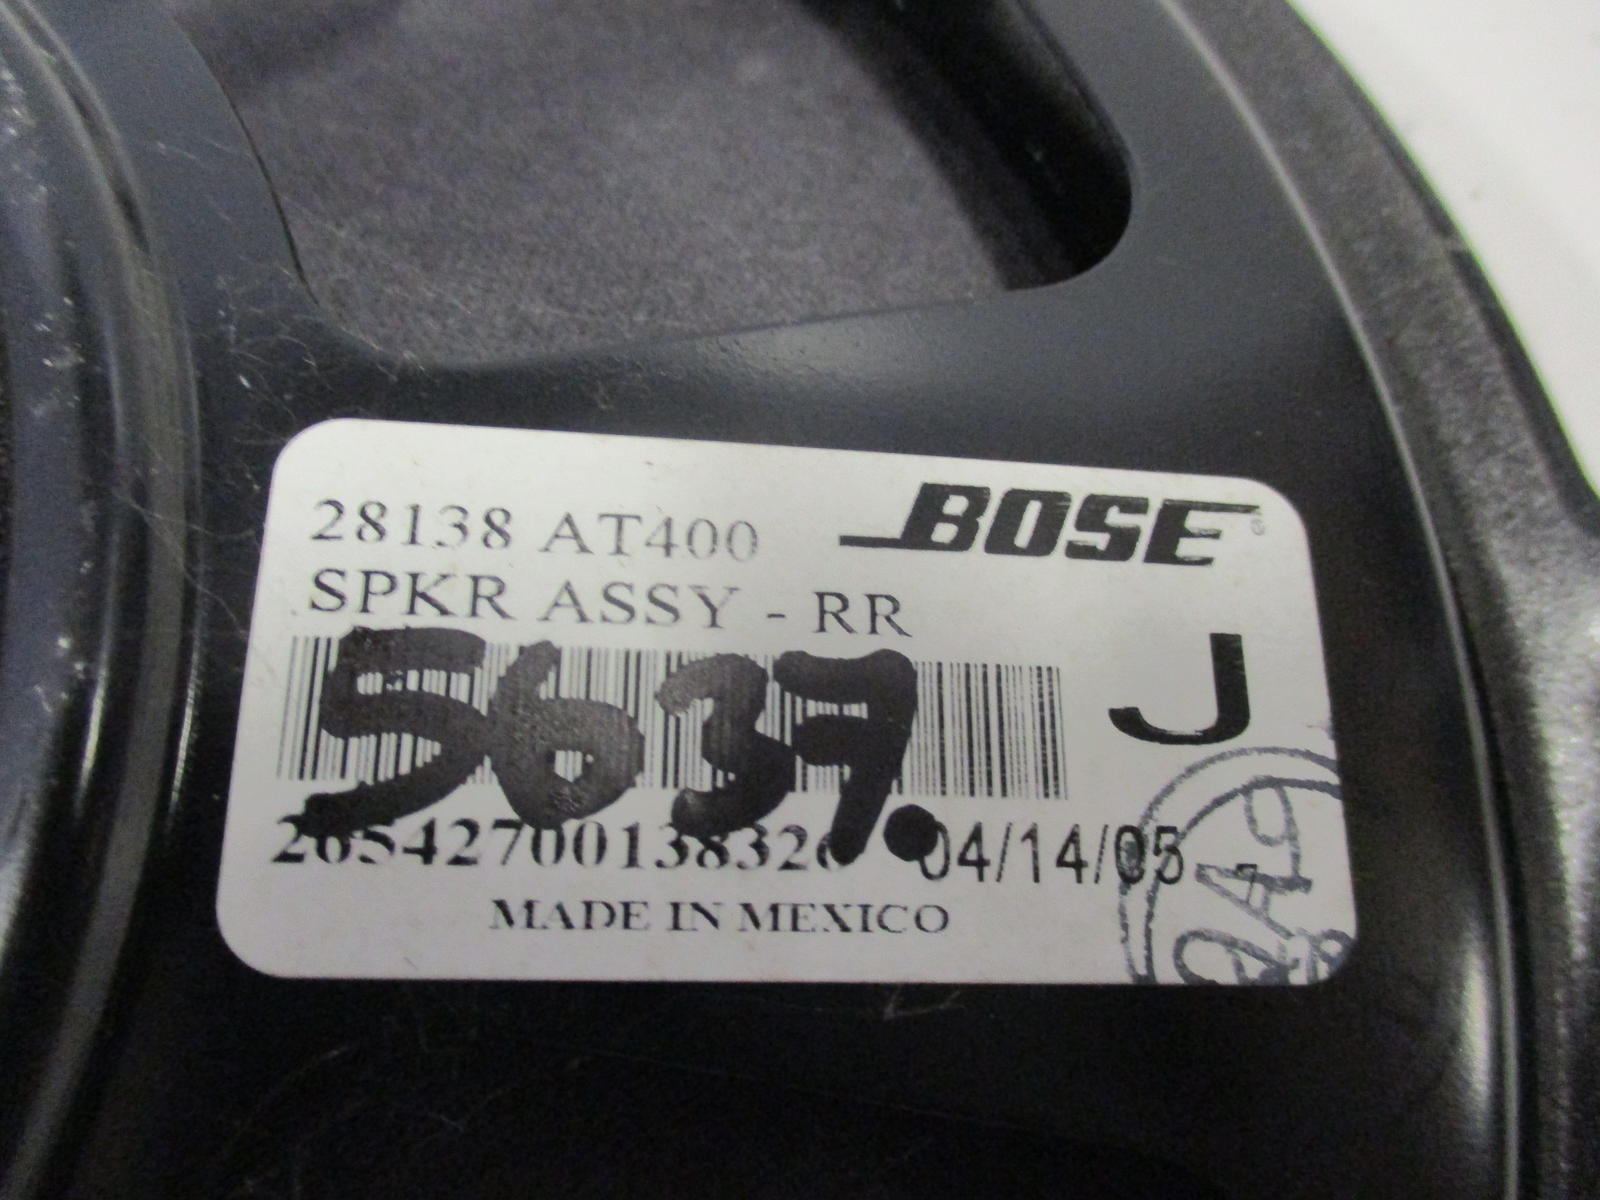 28138 AT400 BOSE
SPKR ASSY - RR
5637.
J
04/14/05
MADE IN MEXICO